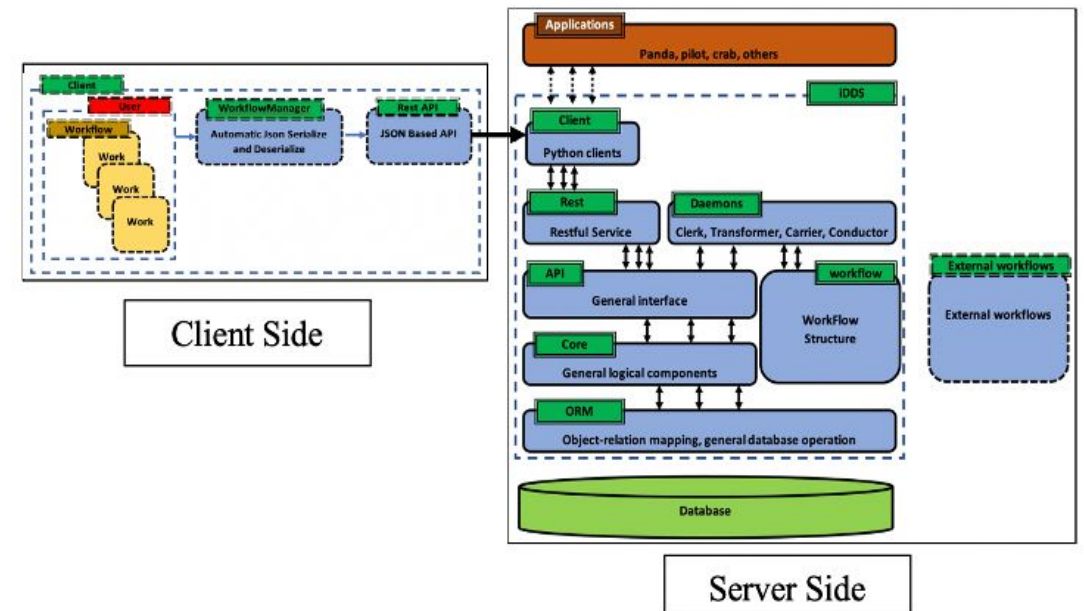 Client
User
Workflow
Work
Work
Work
WorkflowManager
Automatic Json Serialize
and Deserialize
Rest API
JSON Based API
Client Side
Applications
Panda, pilot, crab, others
iDDS
Client
Python clients
Rest
Restful Service
Daemons
Clerk, Transformer, Carrier, Conductor
API
General interface
workflow
WorkFlow
Structure
Core
General logical components
ORM
Object-relation mapping, general database operation
External workflows
External workflows
Database
Server Side